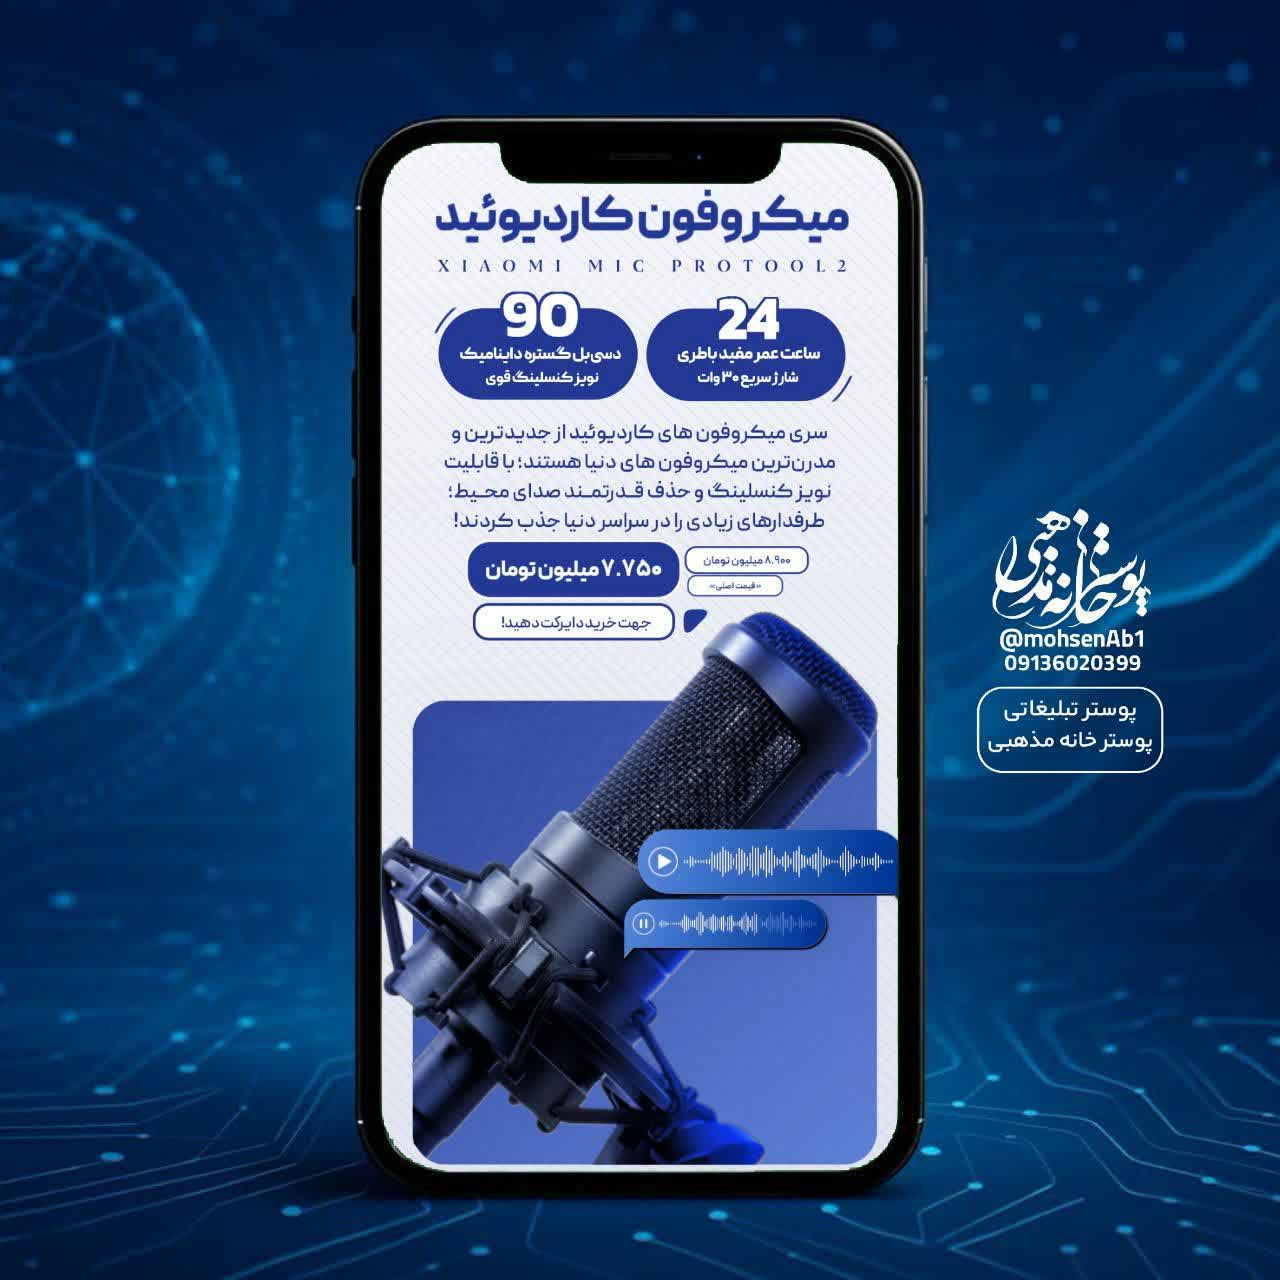 میکروفون کاردیوئید
XIAOMI MIC PROTOOL2
24
ساعت عمر مفید باطری
شارژ سریع ۳۰ وات
90
دسی‌بل گستره داینامیک
نویز کنسلینگ قوی
سری میکروفون های کاردیوئید از جدیدترین و
مدرن‌ترین میکروفون های دنیا هستند؛ با قابلیت
نویز کنسلینگ و حذف قدرتمند صدای محیط؛
طرفدارهای زیادی را در سراسر دنیا جذب کردند!
۸.۹۰۰ میلیون تومان
«قیمت اصلی»
۷.۷۵۰ میلیون تومان
جهت خرید دایرکت دهید!
پوستر خانه مذهبی
@mohsenAb1
09136020399
پوستر تبلیغاتی
پوستر خانه مذهبی